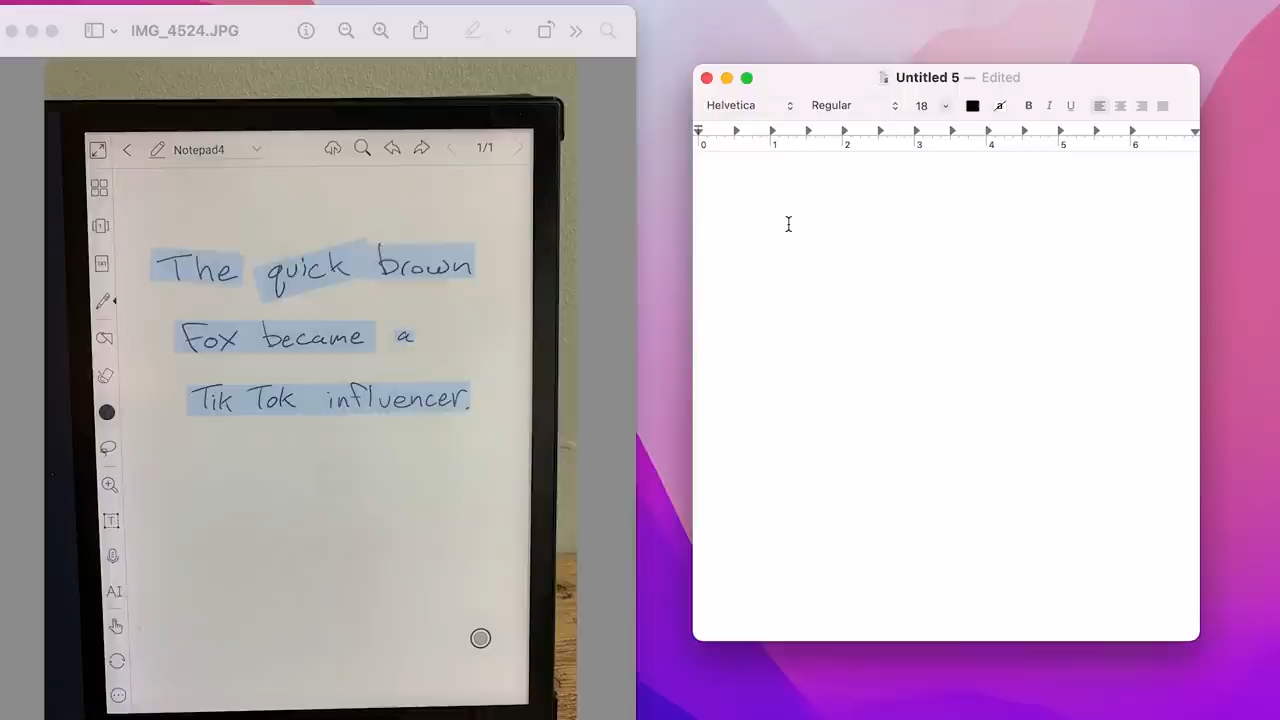 IMG_4524.JPG
Notepad4
1/1
The quick brown
Fox became a
Tik Tok influencer.
AI
T
Untitled 5 — Edited
Helvetica Regular 18 a B I U
0 1 2 3 4 5 6